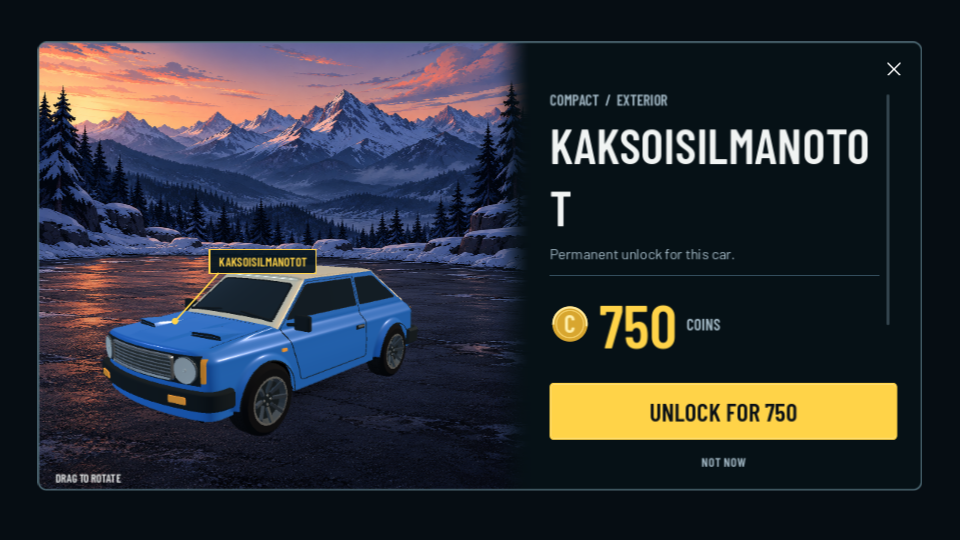 COMPACT / EXTERIOR
KAKSOISILMANOTO
T
Permanent unlock for this car.
C 750 COINS
UNLOCK FOR 750
NOT NOW
KAKSOISILMANOTOT
DRAG TO ROTATE